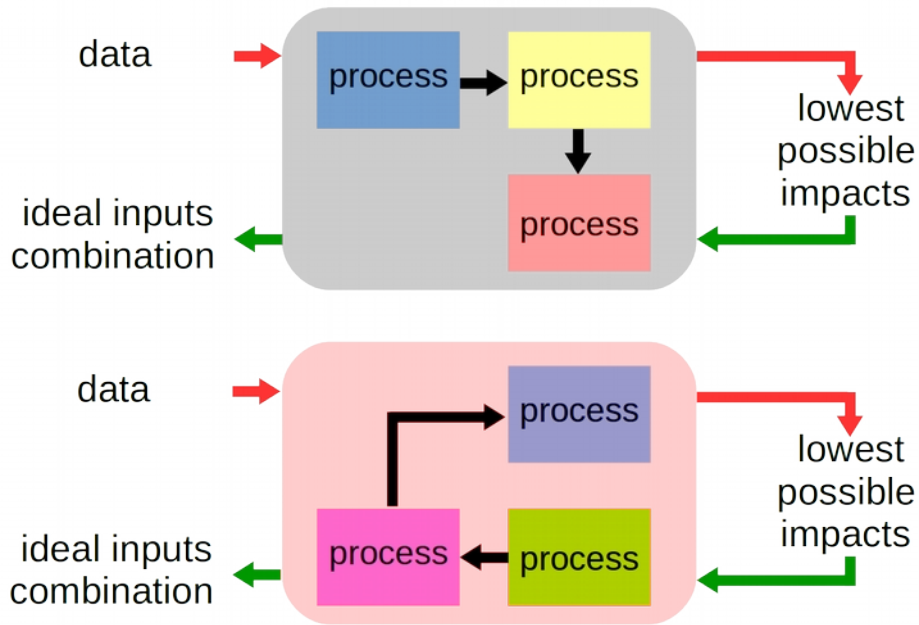 data
process
process
lowest
possible
impacts
process
ideal inputs
combination
data
process
lowest
possible
impacts
process
process
ideal inputs
combination